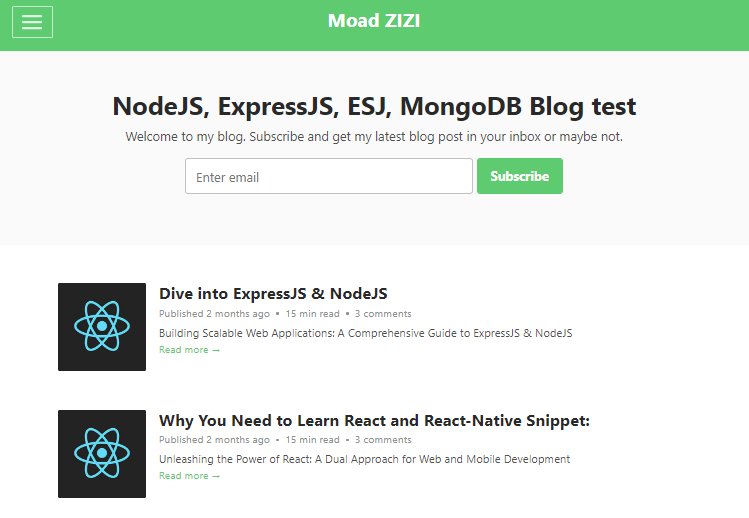 Moad ZIZI
NodeJS, ExpressJS, ESJ, MongoDB Blog test
Welcome to my blog. Subscribe and get my latest blog post in your inbox or maybe not.
Enter email
Subscribe
Dive into ExpressJS & NodeJS
Published 2 months ago • 15 min read • 3 comments
Building Scalable Web Applications: A Comprehensive Guide to ExpressJS & NodeJS
Read more →
Why You Need to Learn React and React-Native Snippet:
Published 2 months ago • 15 min read • 3 comments
Unleashing the Power of React: A Dual Approach for Web and Mobile Development
Read more →